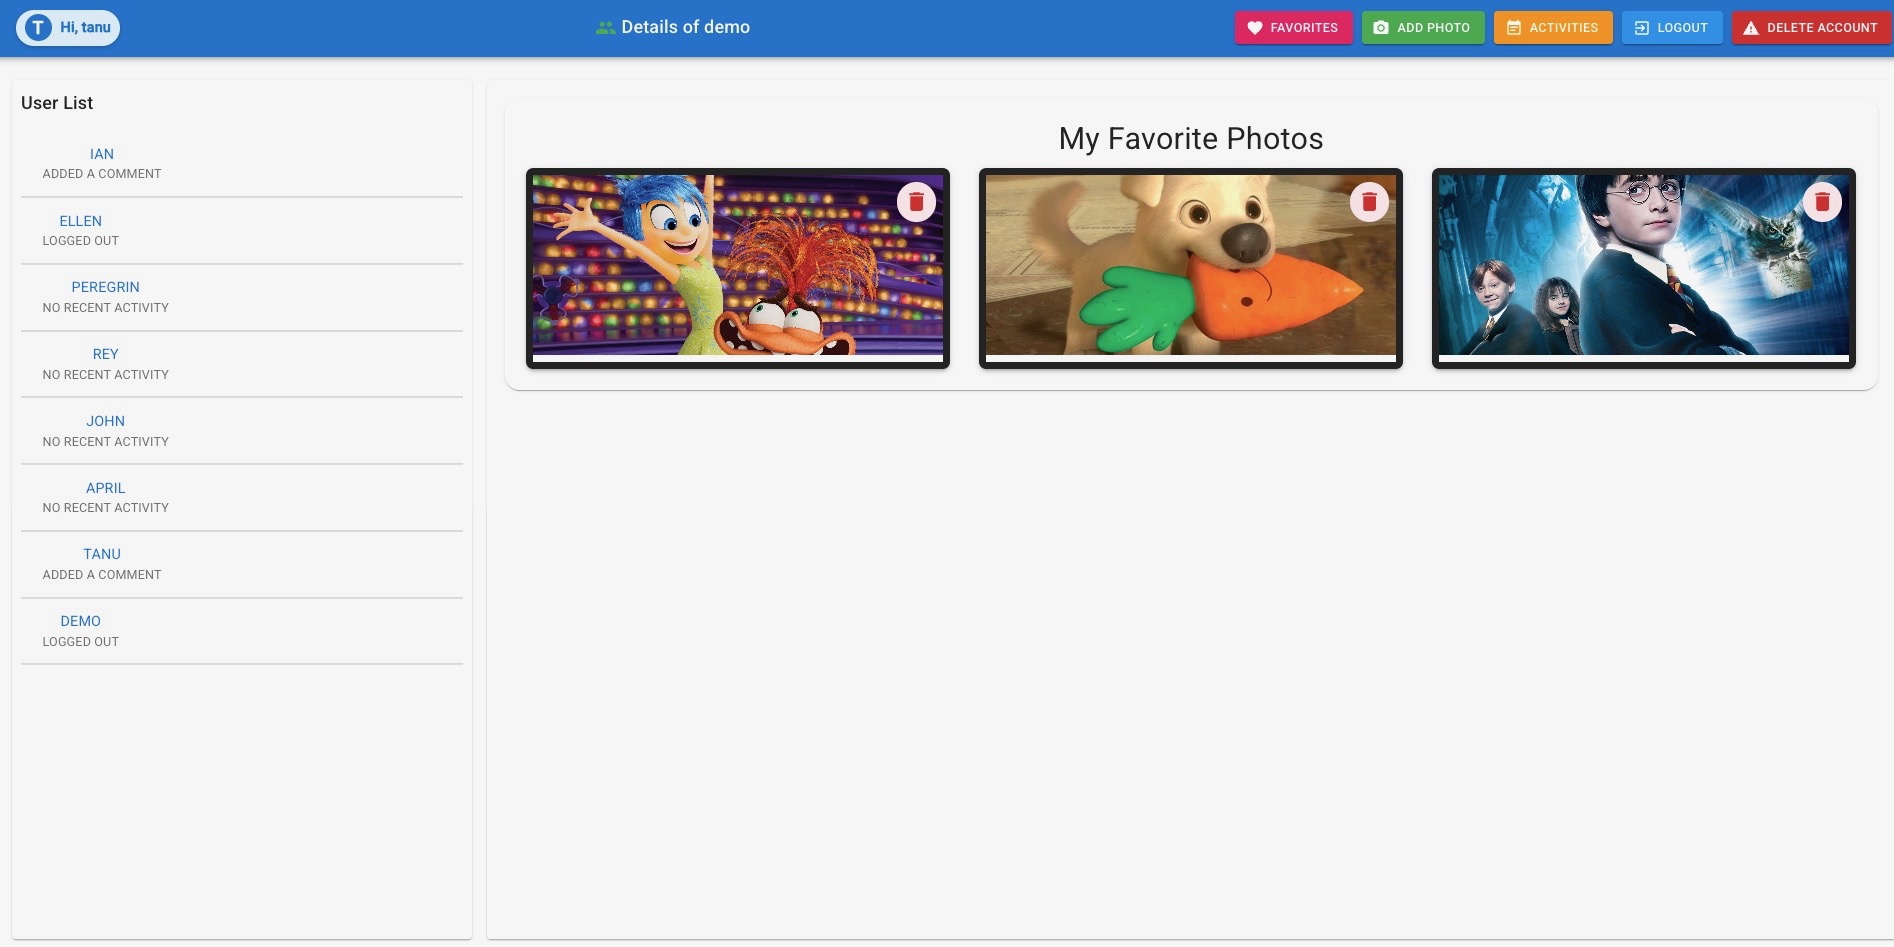 T Hi, tanu
Details of demo
FAVORITES
ADD PHOTO
ACTIVITIES
LOGOUT
DELETE ACCOUNT
User List
IAN
ADDED A COMMENT
ELLEN
LOGGED OUT
PEREGRIN
NO RECENT ACTIVITY
REY
NO RECENT ACTIVITY
JOHN
NO RECENT ACTIVITY
APRIL
NO RECENT ACTIVITY
TANU
ADDED A COMMENT
DEMO
LOGGED OUT
My Favorite Photos